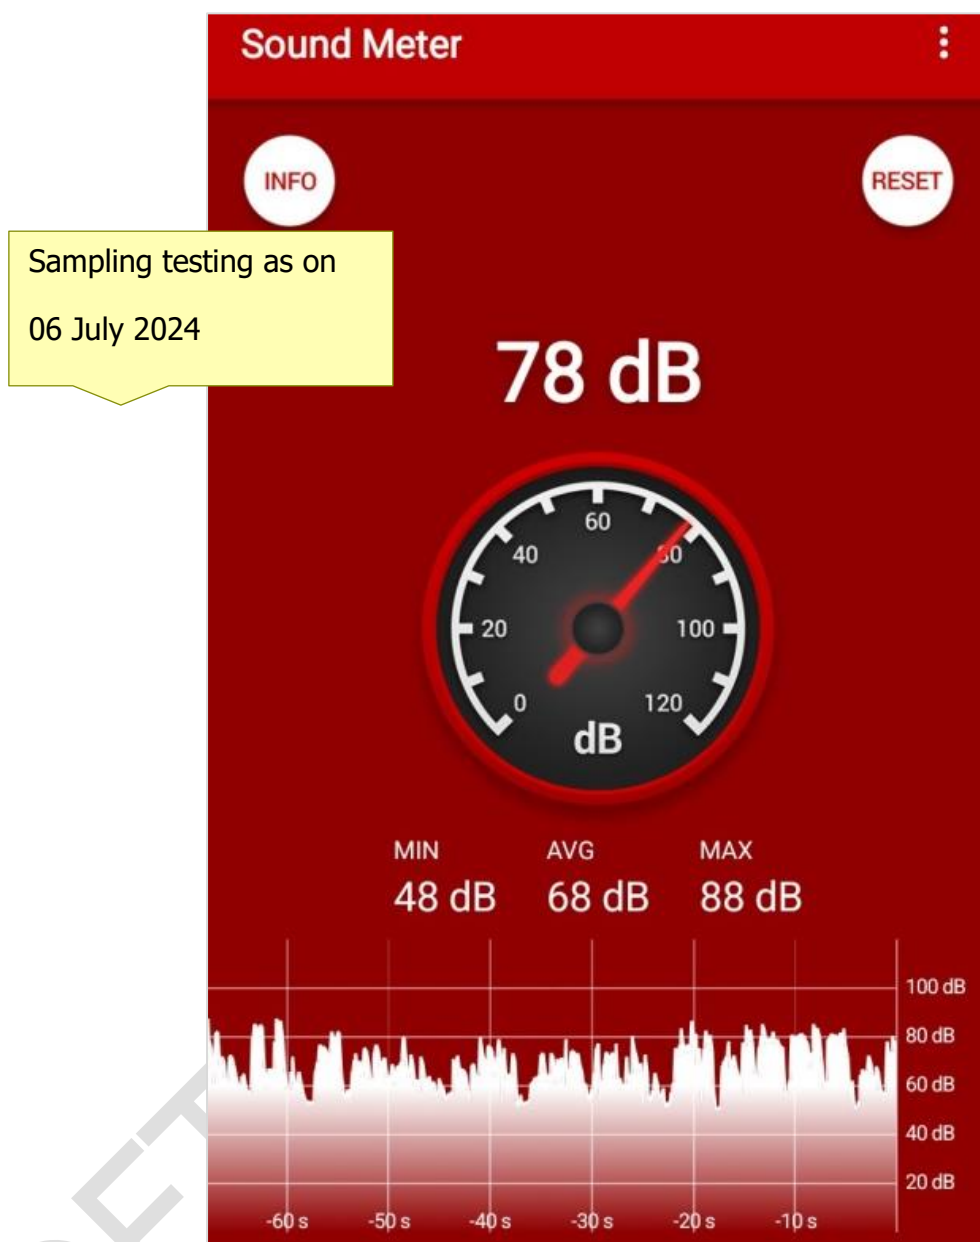 Sound Meter
INFO
RESET
Sampling testing as on
06 July 2024
78 dB
60
40
80
20
100
0
120
dB
MIN AVG MAX
48 dB 68 dB 88 dB
100 dB
80 dB
60 dB
40 dB
20 dB
-60 s -50 s -40 s -30 s -20 s -10 s